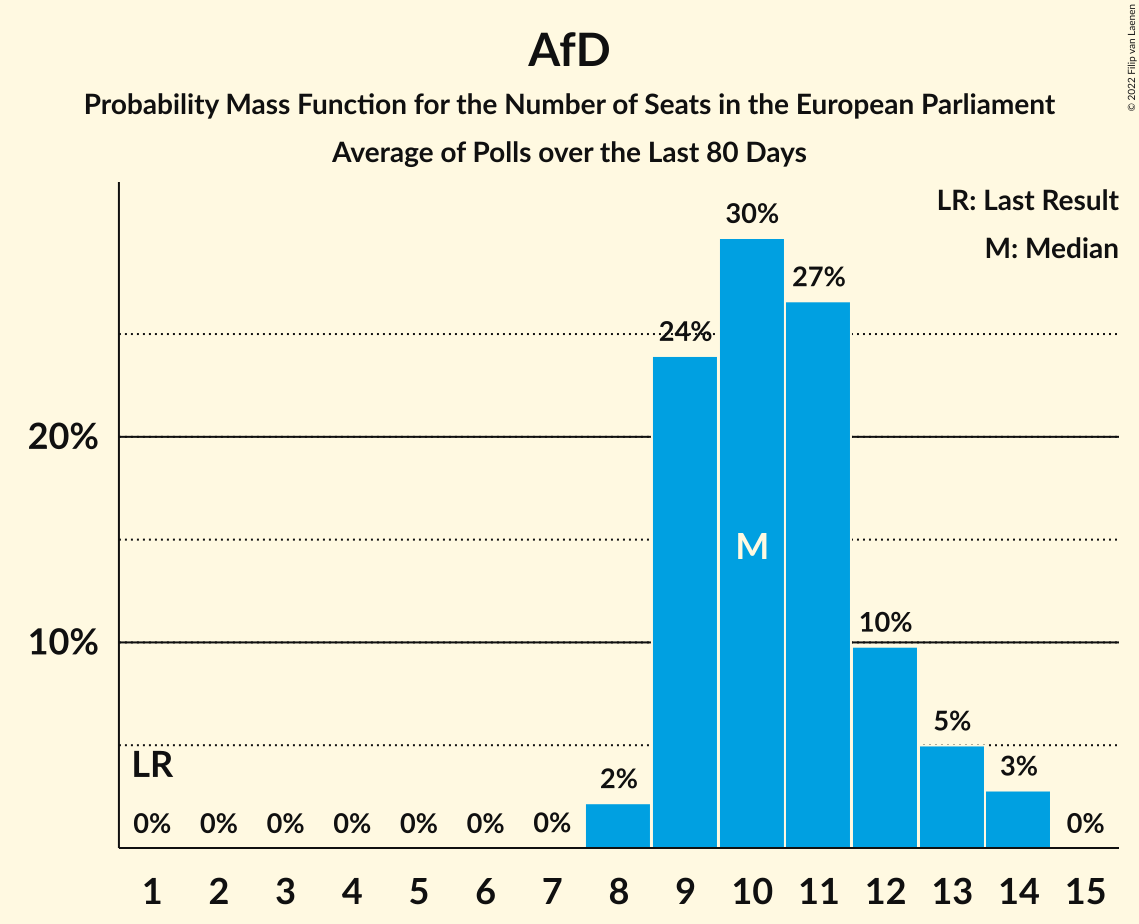 AfD
Probability Mass Function for the Number of Seats in the European Parliament
Average of Polls over the Last 80 Days
© 2022 Filip van Laenen
LR: Last Result
M: Median
30%
27%
24%
20%
M
10%
10%
5%
LR
3%
2%
0% 0% 0% 0% 0% 0% 0% 0%
1 2 3 4 5 6 7 8 9 10 11 12 13 14 15